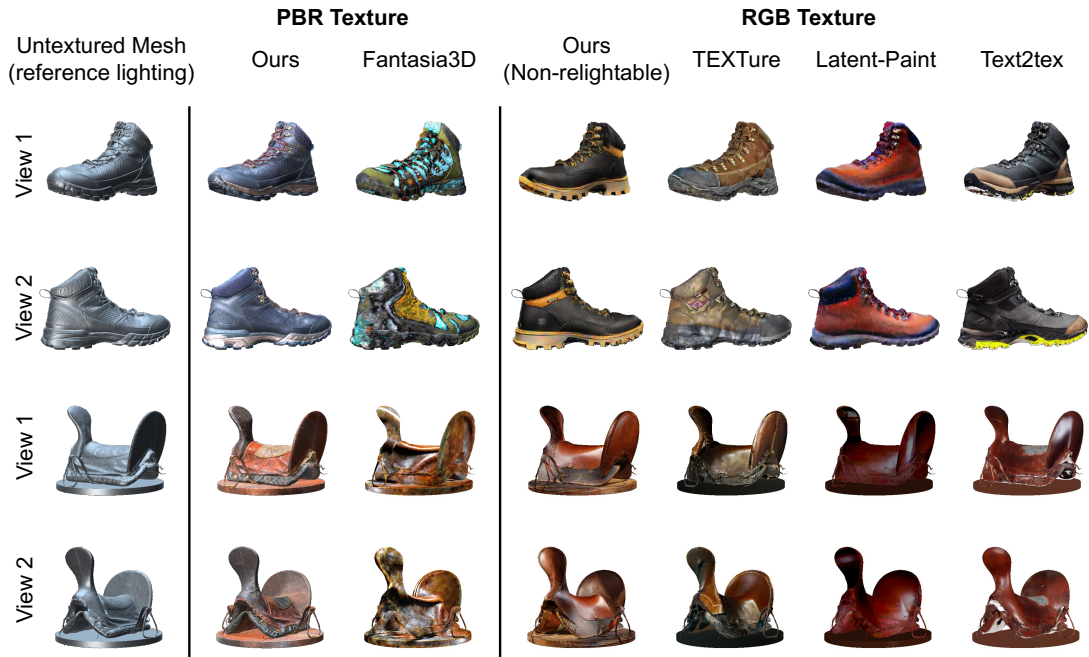 PBR Texture
RGB Texture
Untextured Mesh
(reference lighting)
Ours
Fantasia3D
Ours
(Non-relightable)
TEXTure
Latent-Paint
Text2tex
View 1
View 2
View 1
View 2